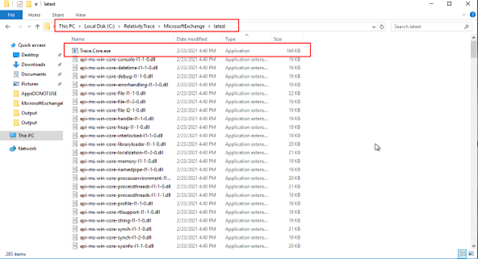 latest
File Home Share View
This PC > Local Disk (C:) > RelativityTrace > MicrosoftExchange > latest
Search latest
Name Date modified Type Size
Quick access
Desktop
Downloads
Documents
Pictures
AppsDONOTUSE
MicrosoftExchangeI
Output
Output
This PC
Network
Trace.Core.exe 2/23/2021 4:40 PM Application 169 KB
api-ms-win-core-console-l1-1-0.dll 2/23/2021 4:40 PM Application extens... 19 KB
api-ms-win-core-datetime-l1-1-0.dll 2/23/2021 4:40 PM Application extens... 19 KB
api-ms-win-core-debug-l1-1-0.dll 2/23/2021 4:40 PM Application extens... 19 KB
api-ms-win-core-errorhandling-l1-1-0.dll 2/23/2021 4:40 PM Application extens... 19 KB
api-ms-win-core-file-l1-1-0.dll 2/23/2021 4:40 PM Application extens... 22 KB
api-ms-win-core-file-l1-2-0.dll 2/23/2021 4:40 PM Application extens... 19 KB
api-ms-win-core-file-l2-1-0.dll 2/23/2021 4:40 PM Application extens... 19 KB
api-ms-win-core-handle-l1-1-0.dll 2/23/2021 4:40 PM Application extens... 19 KB
api-ms-win-core-heap-l1-1-0.dll 2/23/2021 4:40 PM Application extens... 19 KB
api-ms-win-core-interlocked-l1-1-0.dll 2/23/2021 4:40 PM Application extens... 19 KB
api-ms-win-core-libraryloader-l1-1-0.dll 2/23/2021 4:40 PM Application extens... 20 KB
api-ms-win-core-localization-l1-2-0.dll 2/23/2021 4:40 PM Application extens... 21 KB
api-ms-win-core-memory-l1-1-0.dll 2/23/2021 4:40 PM Application extens... 19 KB
api-ms-win-core-namedpipe-l1-1-0.dll 2/23/2021 4:40 PM Application extens... 19 KB
api-ms-win-core-processenvironment-l1-... 2/23/2021 4:40 PM Application extens... 20 KB
api-ms-win-core-processthreads-l1-1-0.dll 2/23/2021 4:40 PM Application extens... 21 KB
api-ms-win-core-processthreads-l1-1-1.dll 2/23/2021 4:40 PM Application extens... 19 KB
api-ms-win-core-profile-l1-1-0.dll 2/23/2021 4:40 PM Application extens... 19 KB
api-ms-win-core-rtlsupport-l1-1-0.dll 2/23/2021 4:40 PM Application extens... 19 KB
api-ms-win-core-string-l1-1-0.dll 2/23/2021 4:40 PM Application extens... 19 KB
api-ms-win-core-synch-l1-1-0.dll 2/23/2021 4:40 PM Application extens... 21 KB
api-ms-win-core-synch-l1-2-0.dll 2/23/2021 4:40 PM Application extens... 19 KB
api-ms-win-core-sysinfo-l1-1-0.dll 2/23/2021 4:40 PM Application extens... 20 KB
285 items